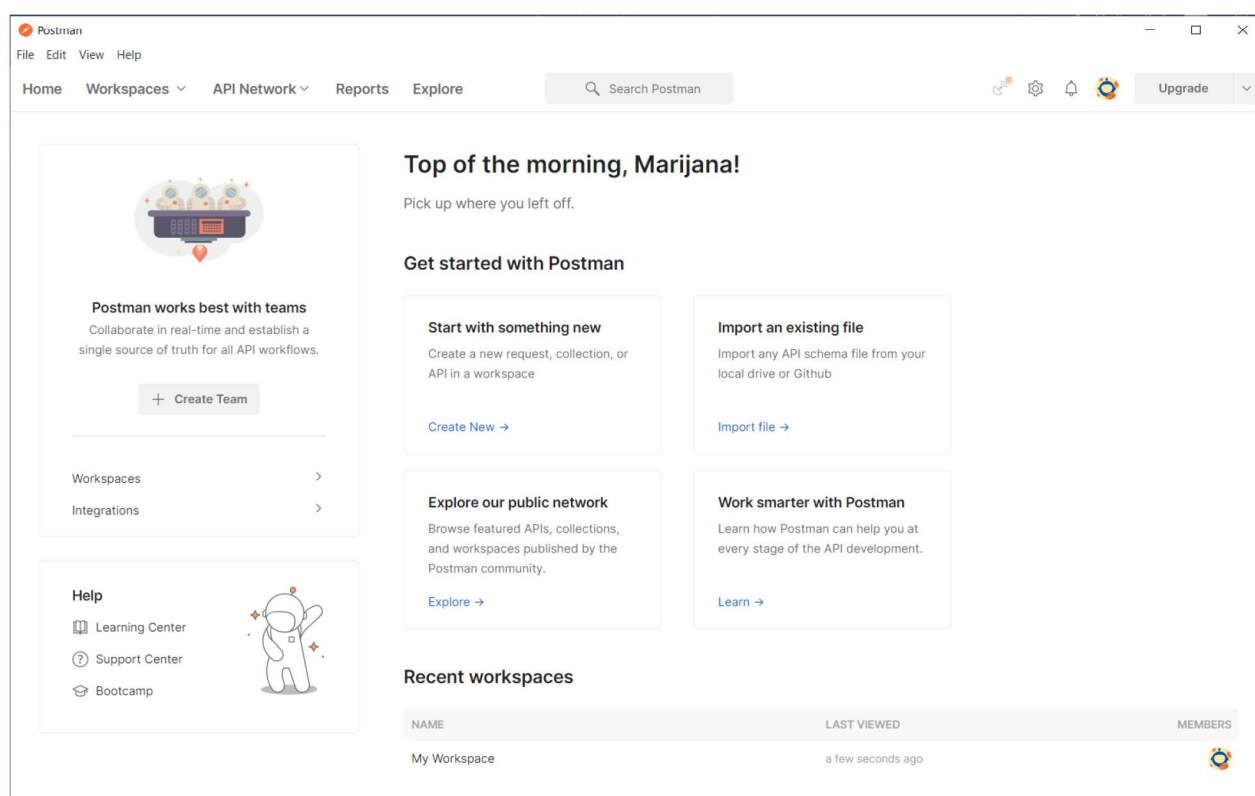 Postman
File Edit View Help
Home Workspaces API Network Reports Explore Search Postman Upgrade
Postman works best with teams
Collaborate in real-time and establish a
single source of truth for all API workflows.
+ Create Team
Workspaces
Integrations
Help
Learning Center
Support Center
Bootcamp
Top of the morning, Marijana!
Pick up where you left off.
Get started with Postman
Start with something new
Create a new request, collection, or
API in a workspace
Create New →
Import an existing file
Import any API schema file from your
local drive or Github
Import file →
Explore our public network
Browse featured APIs, collections,
and workspaces published by the
Postman community.
Explore →
Work smarter with Postman
Learn how Postman can help you at
every stage of the API development.
Learn →
Recent workspaces
NAME LAST VIEWED MEMBERS
My Workspace a few seconds ago